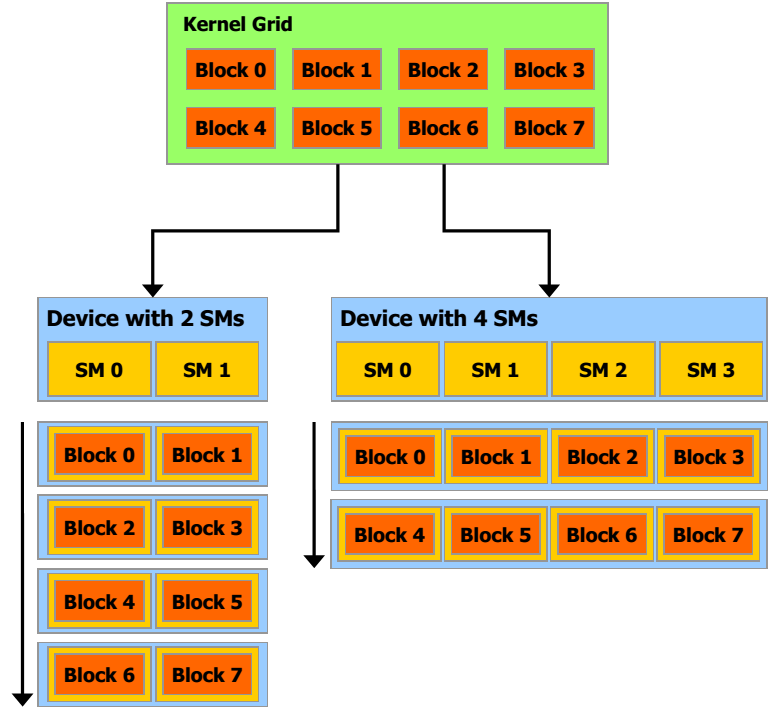 Kernel Grid
Block 0 Block 1 Block 2 Block 3
Block 4 Block 5 Block 6 Block 7
Device with 2 SMs
SM 0 SM 1
Block 0 Block 1
Block 2 Block 3
Block 4 Block 5
Block 6 Block 7
Device with 4 SMs
SM 0 SM 1 SM 2 SM 3
Block 0 Block 1 Block 2 Block 3
Block 4 Block 5 Block 6 Block 7